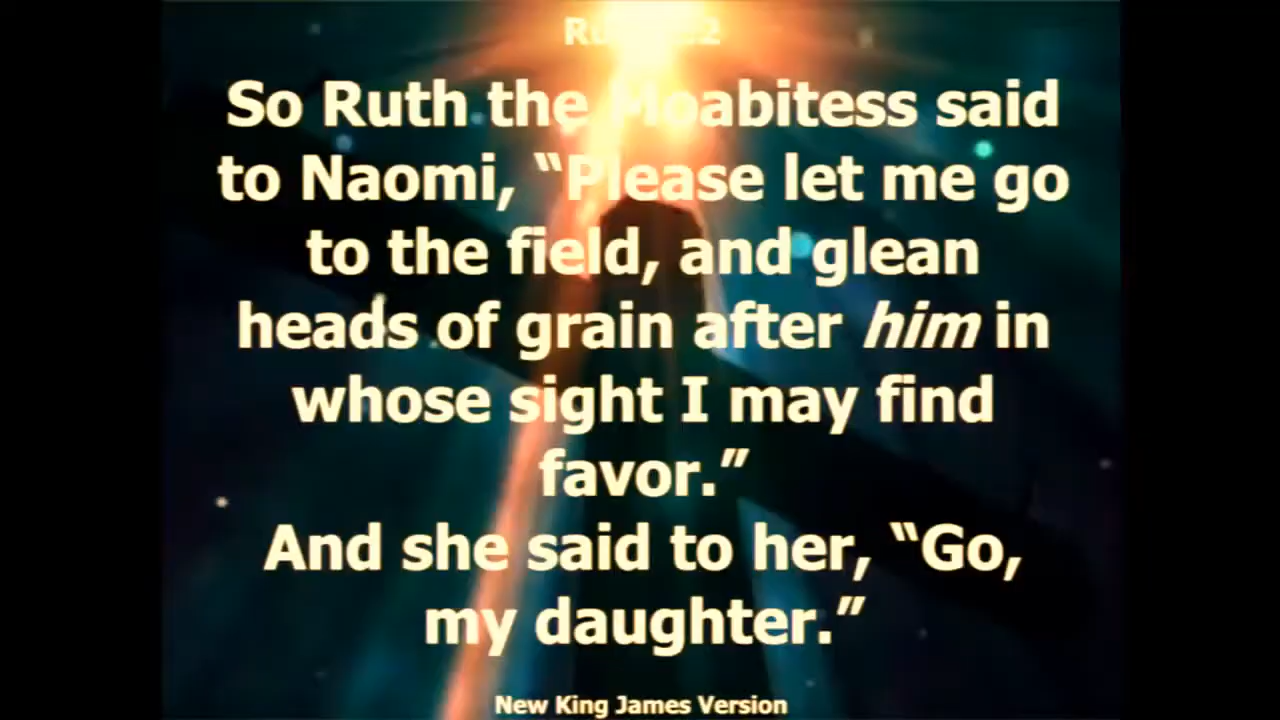 So Ruth the Moabitess said
to Naomi, “Please let me go
to the field, and glean
heads of grain after him in
whose sight I may find
favor.”
And she said to her, “Go,
my daughter.”
New King James Version